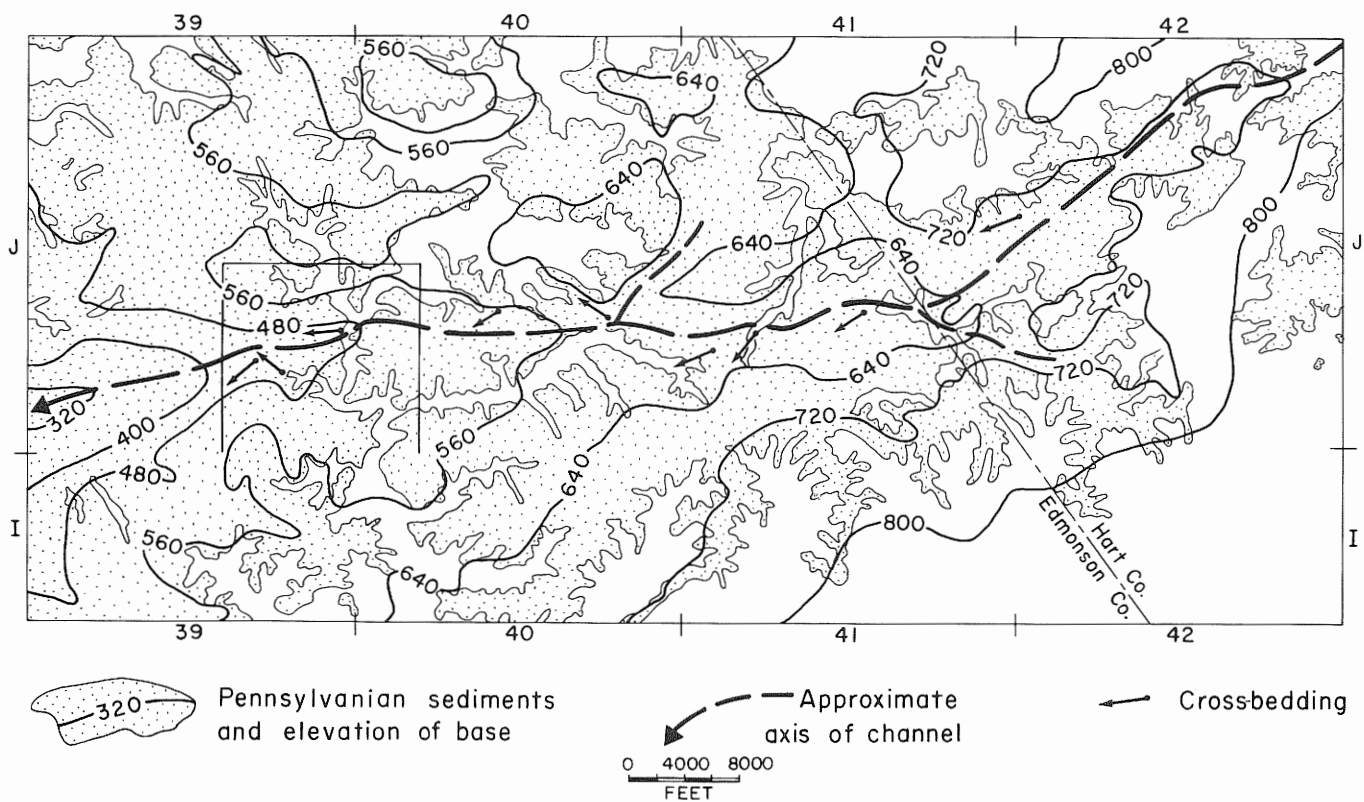 39 40 41 42
560 640 720 800
560 560 640 800
J J
640 720
560 640 720
480
640 720
320
400 560 720
480 640
I 560 800 I
640
Hart Co.
Edmonson Co.
39 40 41 42
320
Pennsylvanian sediments
and elevation of base
Approximate
axis of channel
Cross-bedding
0 4000 8000
FEET